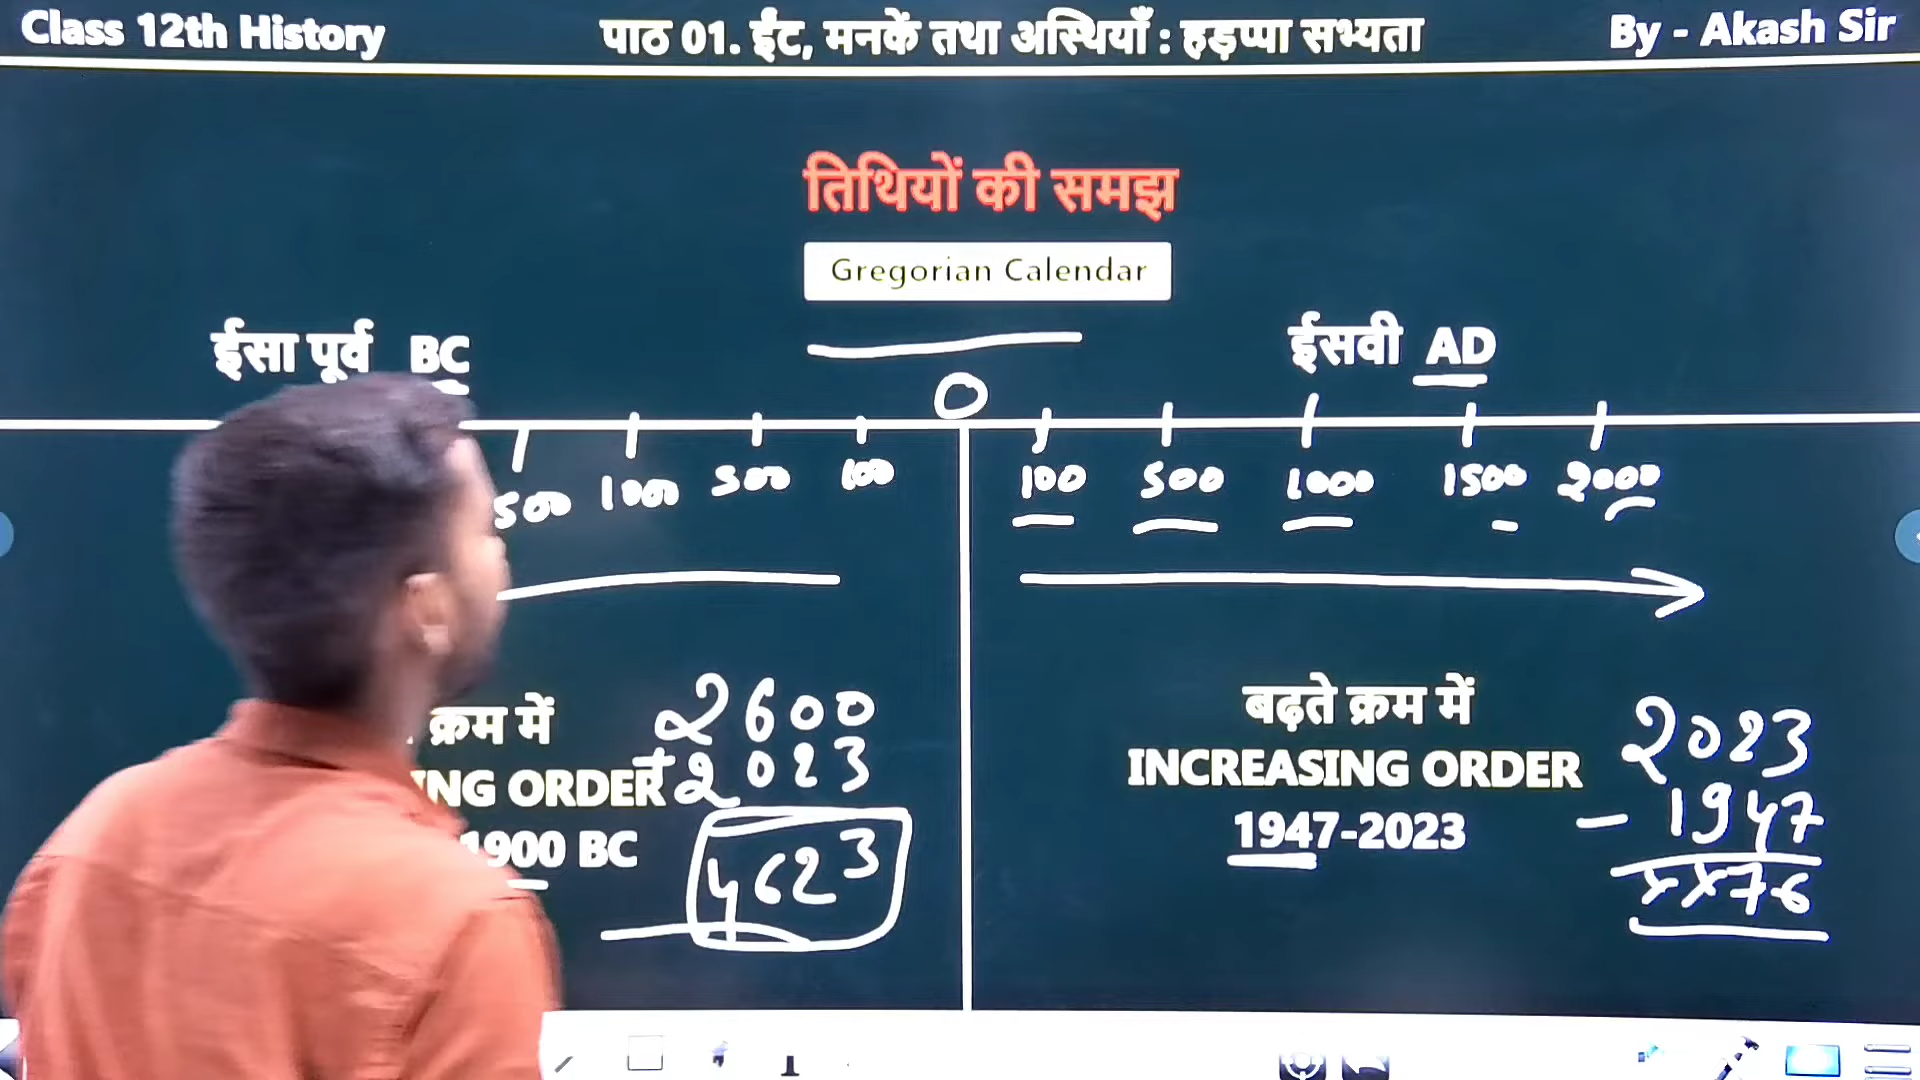 Class 12th History
पाठ 01. ईंट, मनकें तथा अस्थियाँ : हड़प्पा सभ्यता
By - Akash Sir
तिथियों की समझ
Gregorian Calendar
ईसा पूर्व BC
ईसवी AD
0
500 1000 500 100
100 500 1000 1500 2000
क्रम में
NG ORDER
1900 BC
2600
+2023
4623
बढ़ते क्रम में
INCREASING ORDER
1947-2023
2023
- 1947
xx76